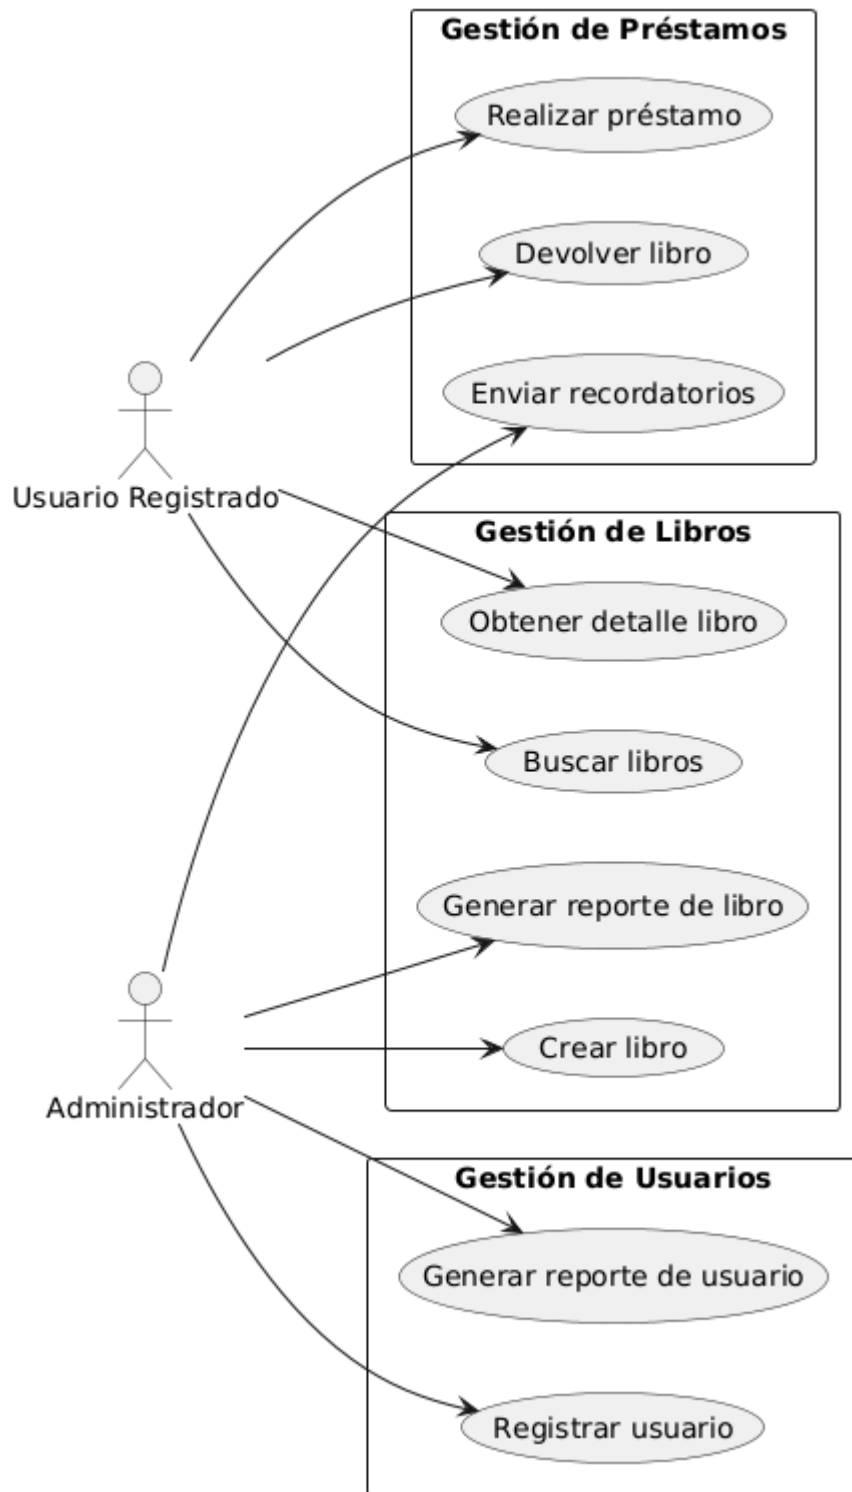 Gestión de Préstamos
Realizar préstamo
Devolver libro
Enviar recordatorios
Usuario Registrado
Gestión de Libros
Obtener detalle libro
Buscar libros
Generar reporte de libro
Crear libro
Administrador
Gestión de Usuarios
Generar reporte de usuario
Registrar usuario